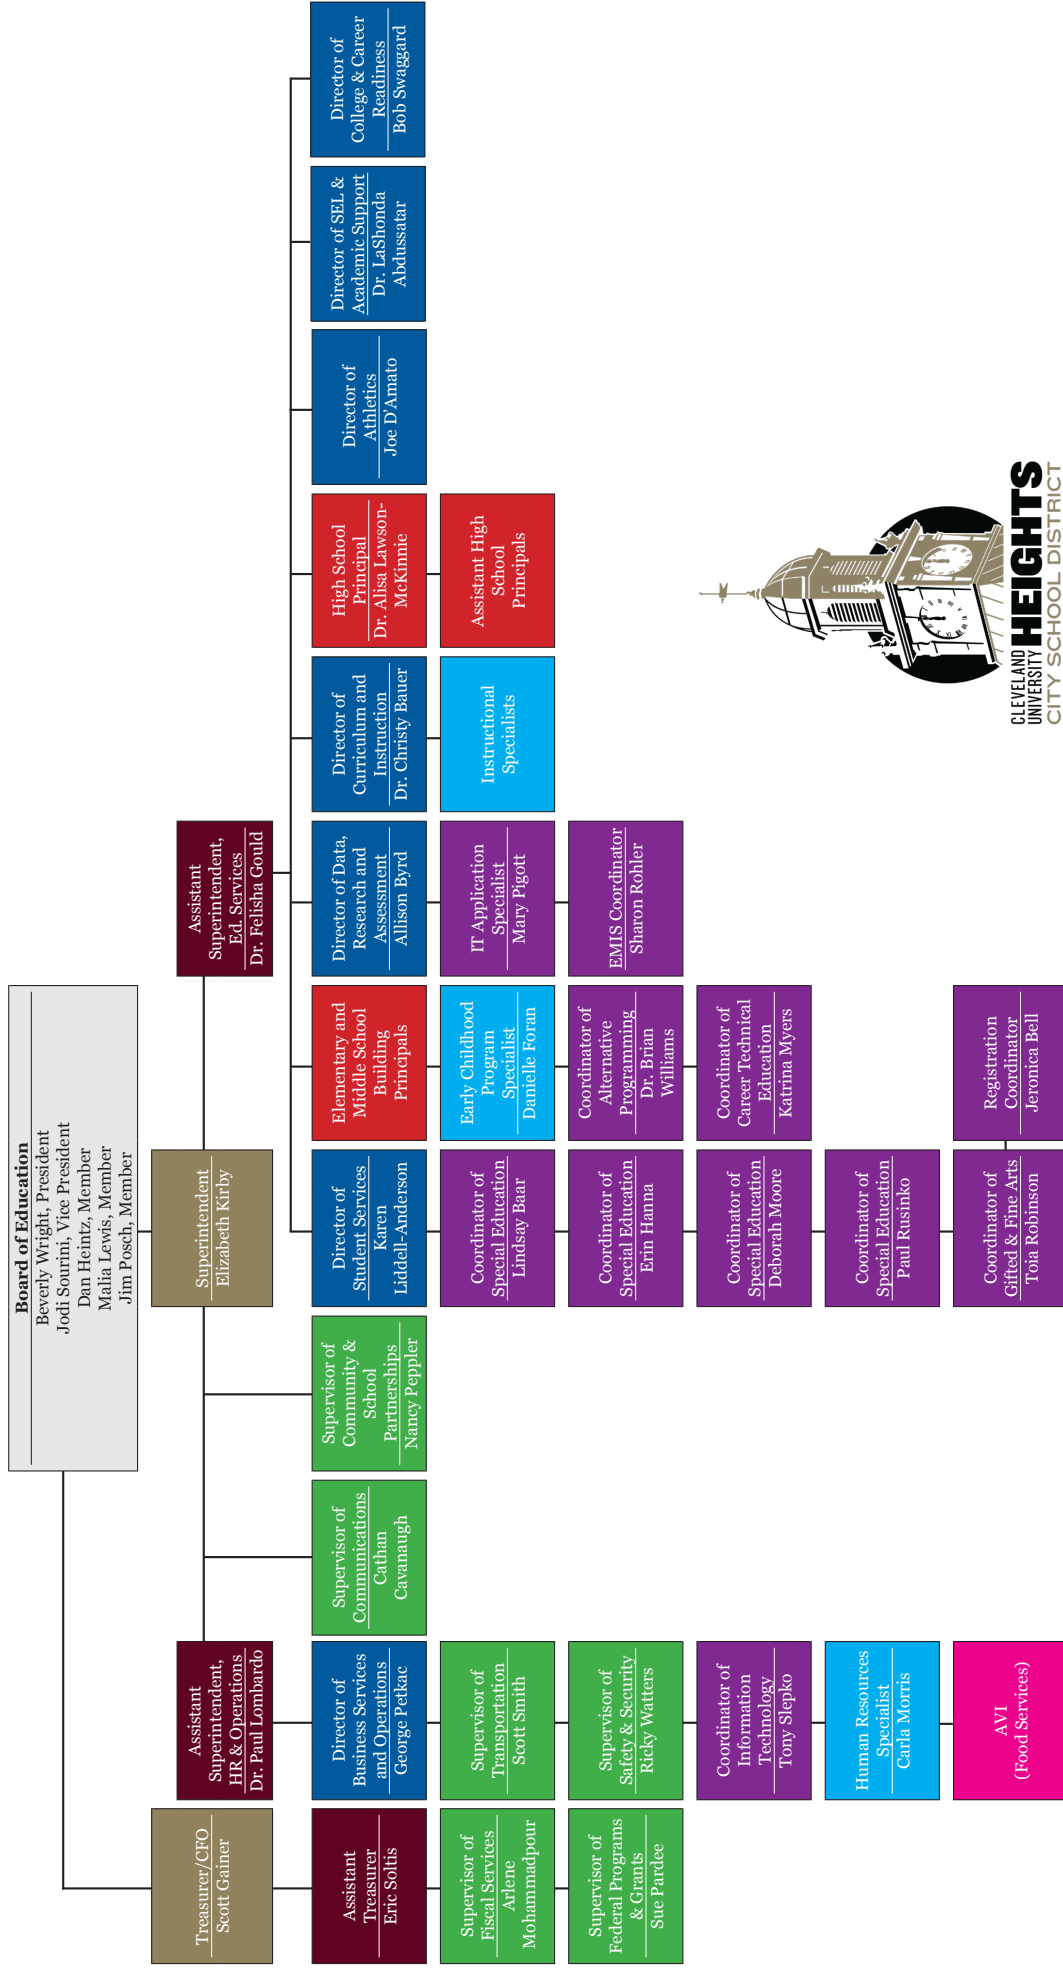 Board of Education
Beverly Wright, President
Jodi Sourini, Vice President
Dan Heintz, Member
Malia Lewis, Member
Jim Posch, Member
Treasurer/CFO
Scott Gainer
Superintendent
Elizabeth Kirby
Assistant
Superintendent,
HR & Operations
Dr. Paul Lombardo
Assistant
Superintendent,
Ed. Services
Dr. Felisha Gould
Assistant
Treasurer
Eric Soltis
Director of
Business Services
and Operations
George Petkac
Supervisor of
Communications
Cathan
Cavanaugh
Supervisor of
Community &
School
Partnerships
Nancy Peppler
Director of
Student Services
Karen
Liddell-Anderson
Elementary and
Middle School
Building
Principals
Director of Data,
Research and
Assessment
Allison Byrd
Director of
Curriculum and
Instruction
Dr. Christy Bauer
High School
Principal
Dr. Alisa Lawson-
McKinnie
Director of
Athletics
Joe D'Amato
Director of SEL &
Academic Support
Dr. LaShonda
Abdussatar
Director of
College & Career
Readiness
Bob Swaggard
Supervisor of
Fiscal Services
Arlene
Mohammadpour
Supervisor of
Transportation
Scott Smith
Coordinator of
Special Education
Lindsay Baar
Early Childhood
Program
Specialist
Danielle Foran
IT Application
Specialist
Mary Pigott
Instructional
Specialists
Assistant High
School
Principals
Supervisor of
Federal Programs
& Grants
Sue Pardee
Supervisor of
Safety & Security
Ricky Watters
Coordinator of
Special Education
Erin Hanna
Coordinator of
Alternative
Programming
Dr. Brian
Williams
EMIS Coordinator
Sharon Rohler
Coordinator of
Information
Technology
Tony Slepko
Coordinator of
Special Education
Deborah Moore
Coordinator of
Career Technical
Education
Katrina Myers
Human Resources
Specialist
Carla Morris
Coordinator of
Special Education
Paul Rusinko
AVI
(Food Services)
Coordinator of
Gifted & Fine Arts
Toia Robinson
Registration
Coordinator
Jeronica Bell
CLEVELAND
UNIVERSITY
HEIGHTS
CITY SCHOOL DISTRICT